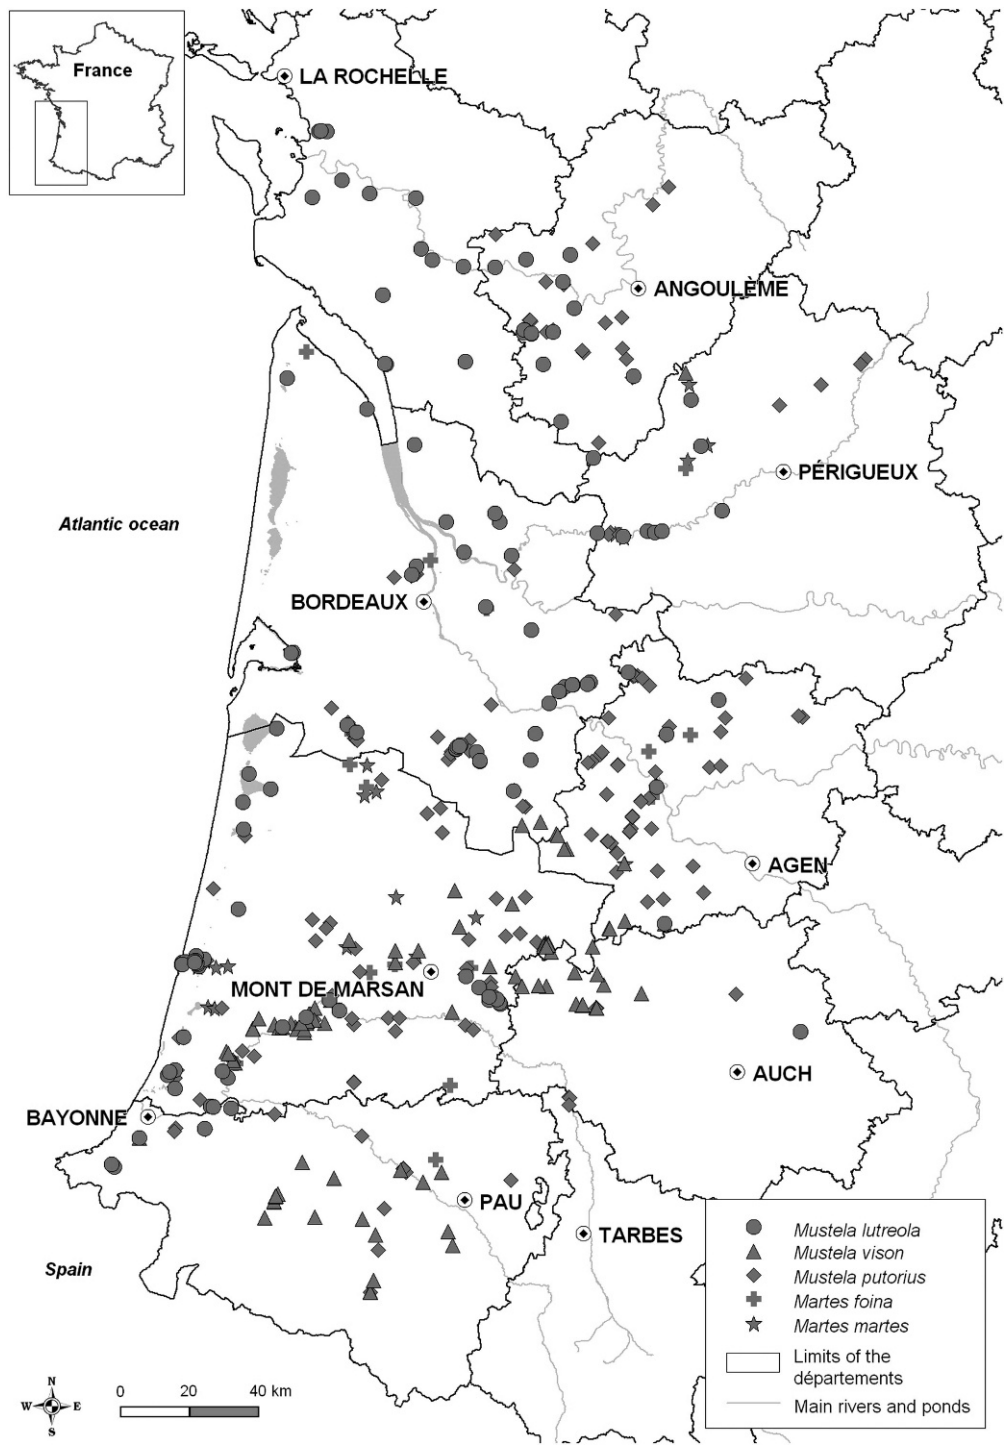 France
LA ROCHELLE
ANGOULÈME
PÉRIGUEUX
Atlantic ocean
BORDEAUX
AGEN
MONT DE MARSAN
AUCH
BAYONNE
PAU
TARBES
Spain
Mustela lutreola
Mustela vison
Mustela putorius
Martes foina
Martes martes
Limits of the
départements
Main rivers and ponds
N
W E
S
0 20 40 km